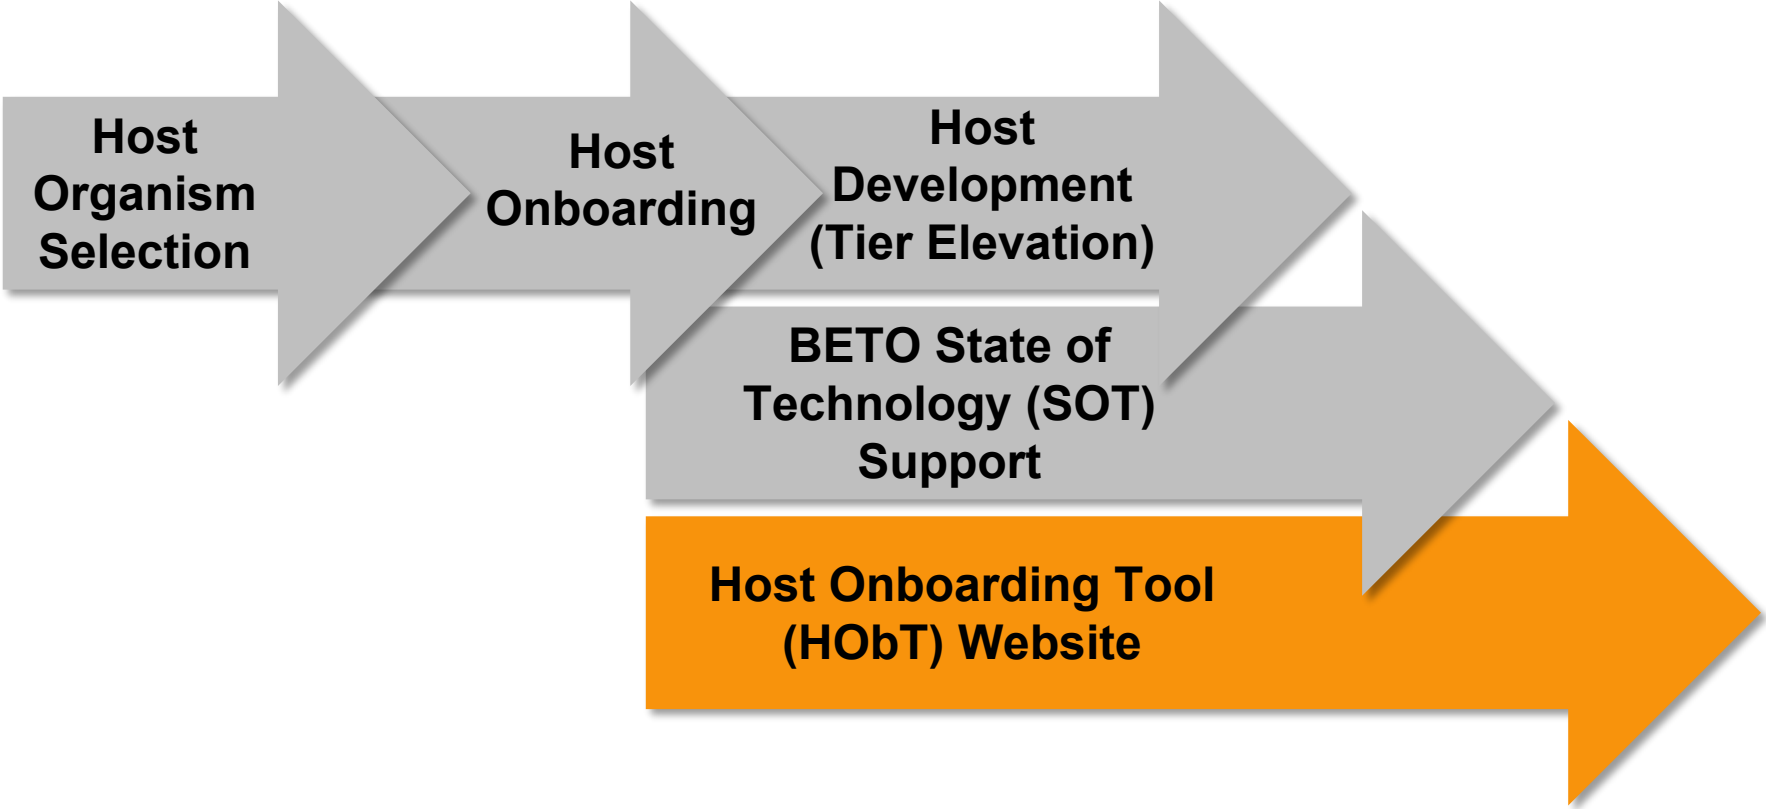 Host
Organism
Selection
Host
Onboarding
Host
Development
(Tier Elevation)
BETO State of
Technology (SOT)
Support
Host Onboarding Tool
(HObT) Website